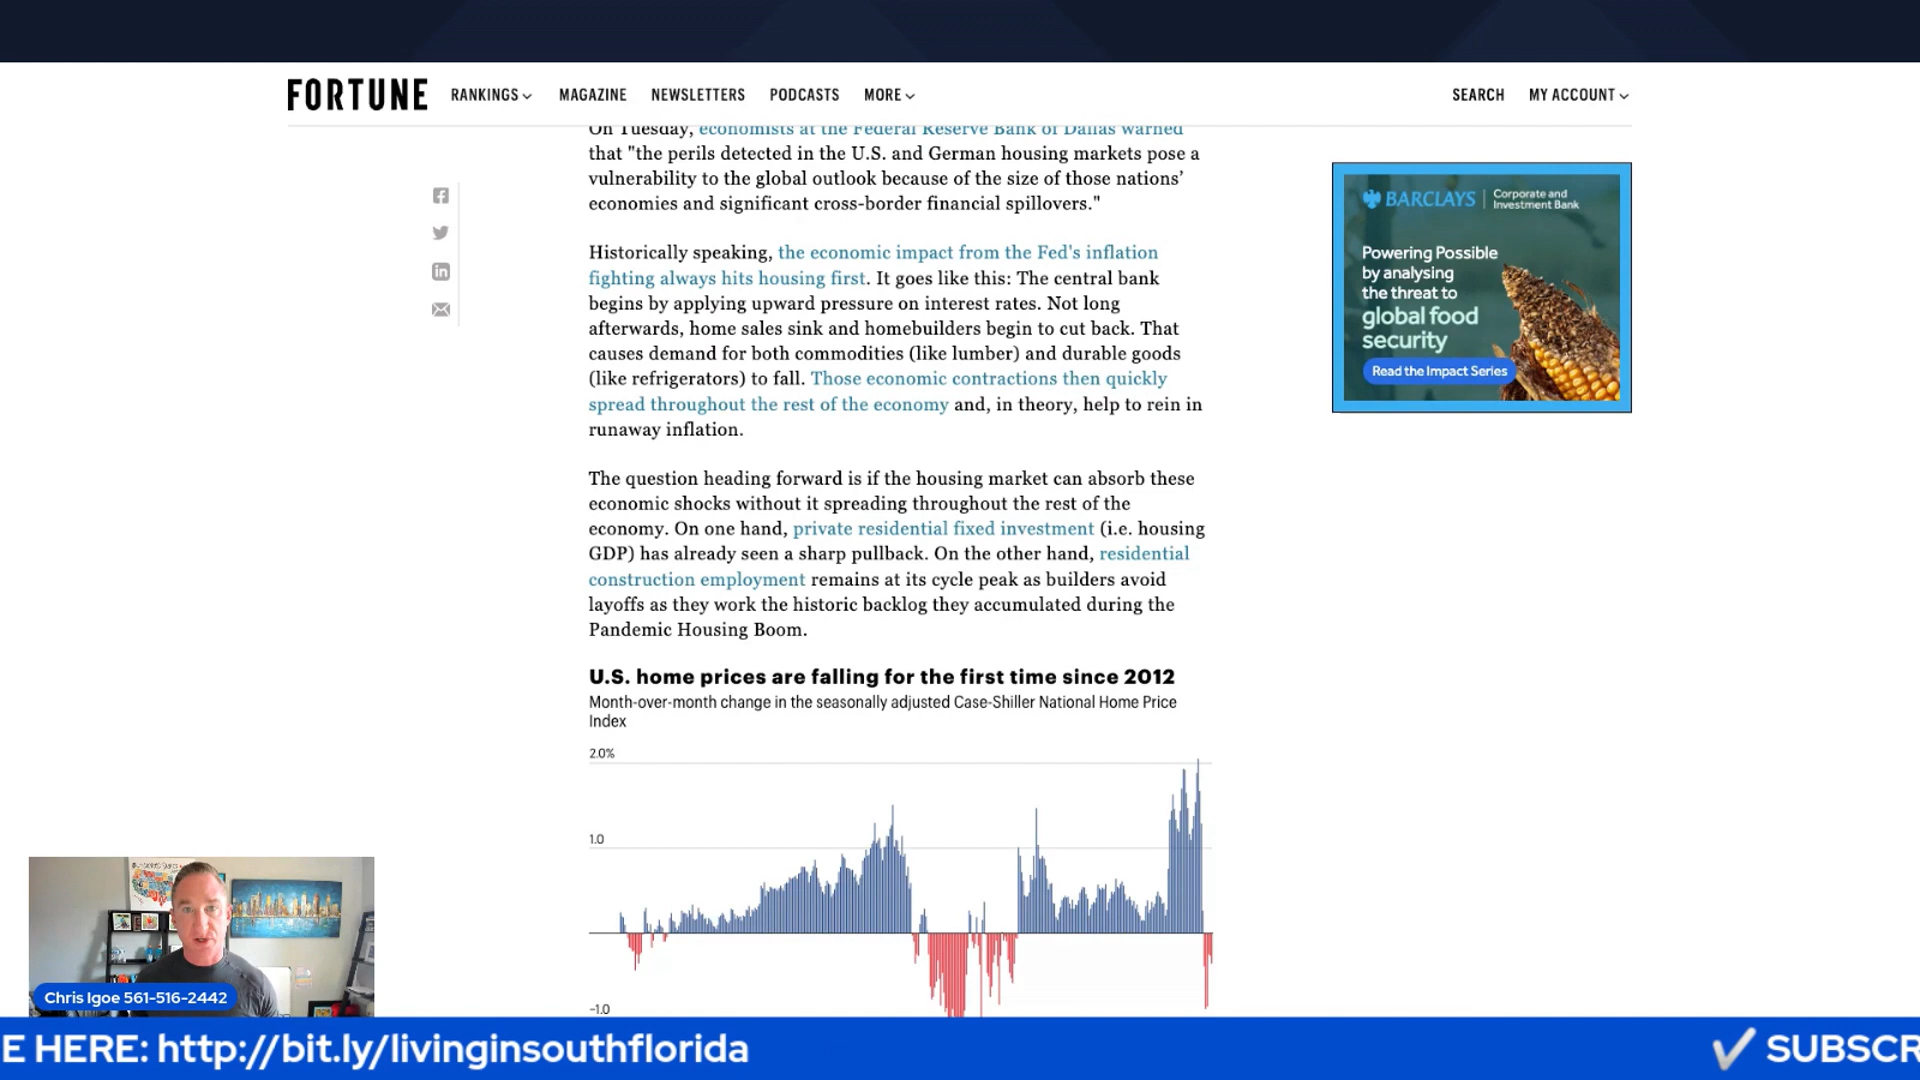 FORTUNE RANKINGS MAGAZINE NEWSLETTERS PODCASTS MORE SEARCH MY ACCOUNT
On Tuesday, economists at the Federal Reserve Bank of Dallas warned
that "the perils detected in the U.S. and German housing markets pose a
vulnerability to the global outlook because of the size of those nations’
economies and significant cross-border financial spillovers."
Historically speaking, the economic impact from the Fed's inflation
fighting always hits housing first. It goes like this: The central bank
begins by applying upward pressure on interest rates. Not long
afterwards, home sales sink and homebuilders begin to cut back. That
causes demand for both commodities (like lumber) and durable goods
(like refrigerators) to fall. Those economic contractions then quickly
spread throughout the rest of the economy and, in theory, help to rein in
runaway inflation.
The question heading forward is if the housing market can absorb these
economic shocks without it spreading throughout the rest of the
economy. On one hand, private residential fixed investment (i.e. housing
GDP) has already seen a sharp pullback. On the other hand, residential
construction employment remains at its cycle peak as builders avoid
layoffs as they work the historic backlog they accumulated during the
Pandemic Housing Boom.
U.S. home prices are falling for the first time since 2012
Month-over-month change in the seasonally adjusted Case-Shiller National Home Price
Index
2.0%
1.0
-1.0
BARCLAYS
Corporate and
Investment Bank
Powering Possible
by analysing
the threat to
global food
security
Read the Impact Series
Chris Igoe 561-516-2442
E HERE: http://bit.ly/livinginsouthflorida
✓ SUBSCR